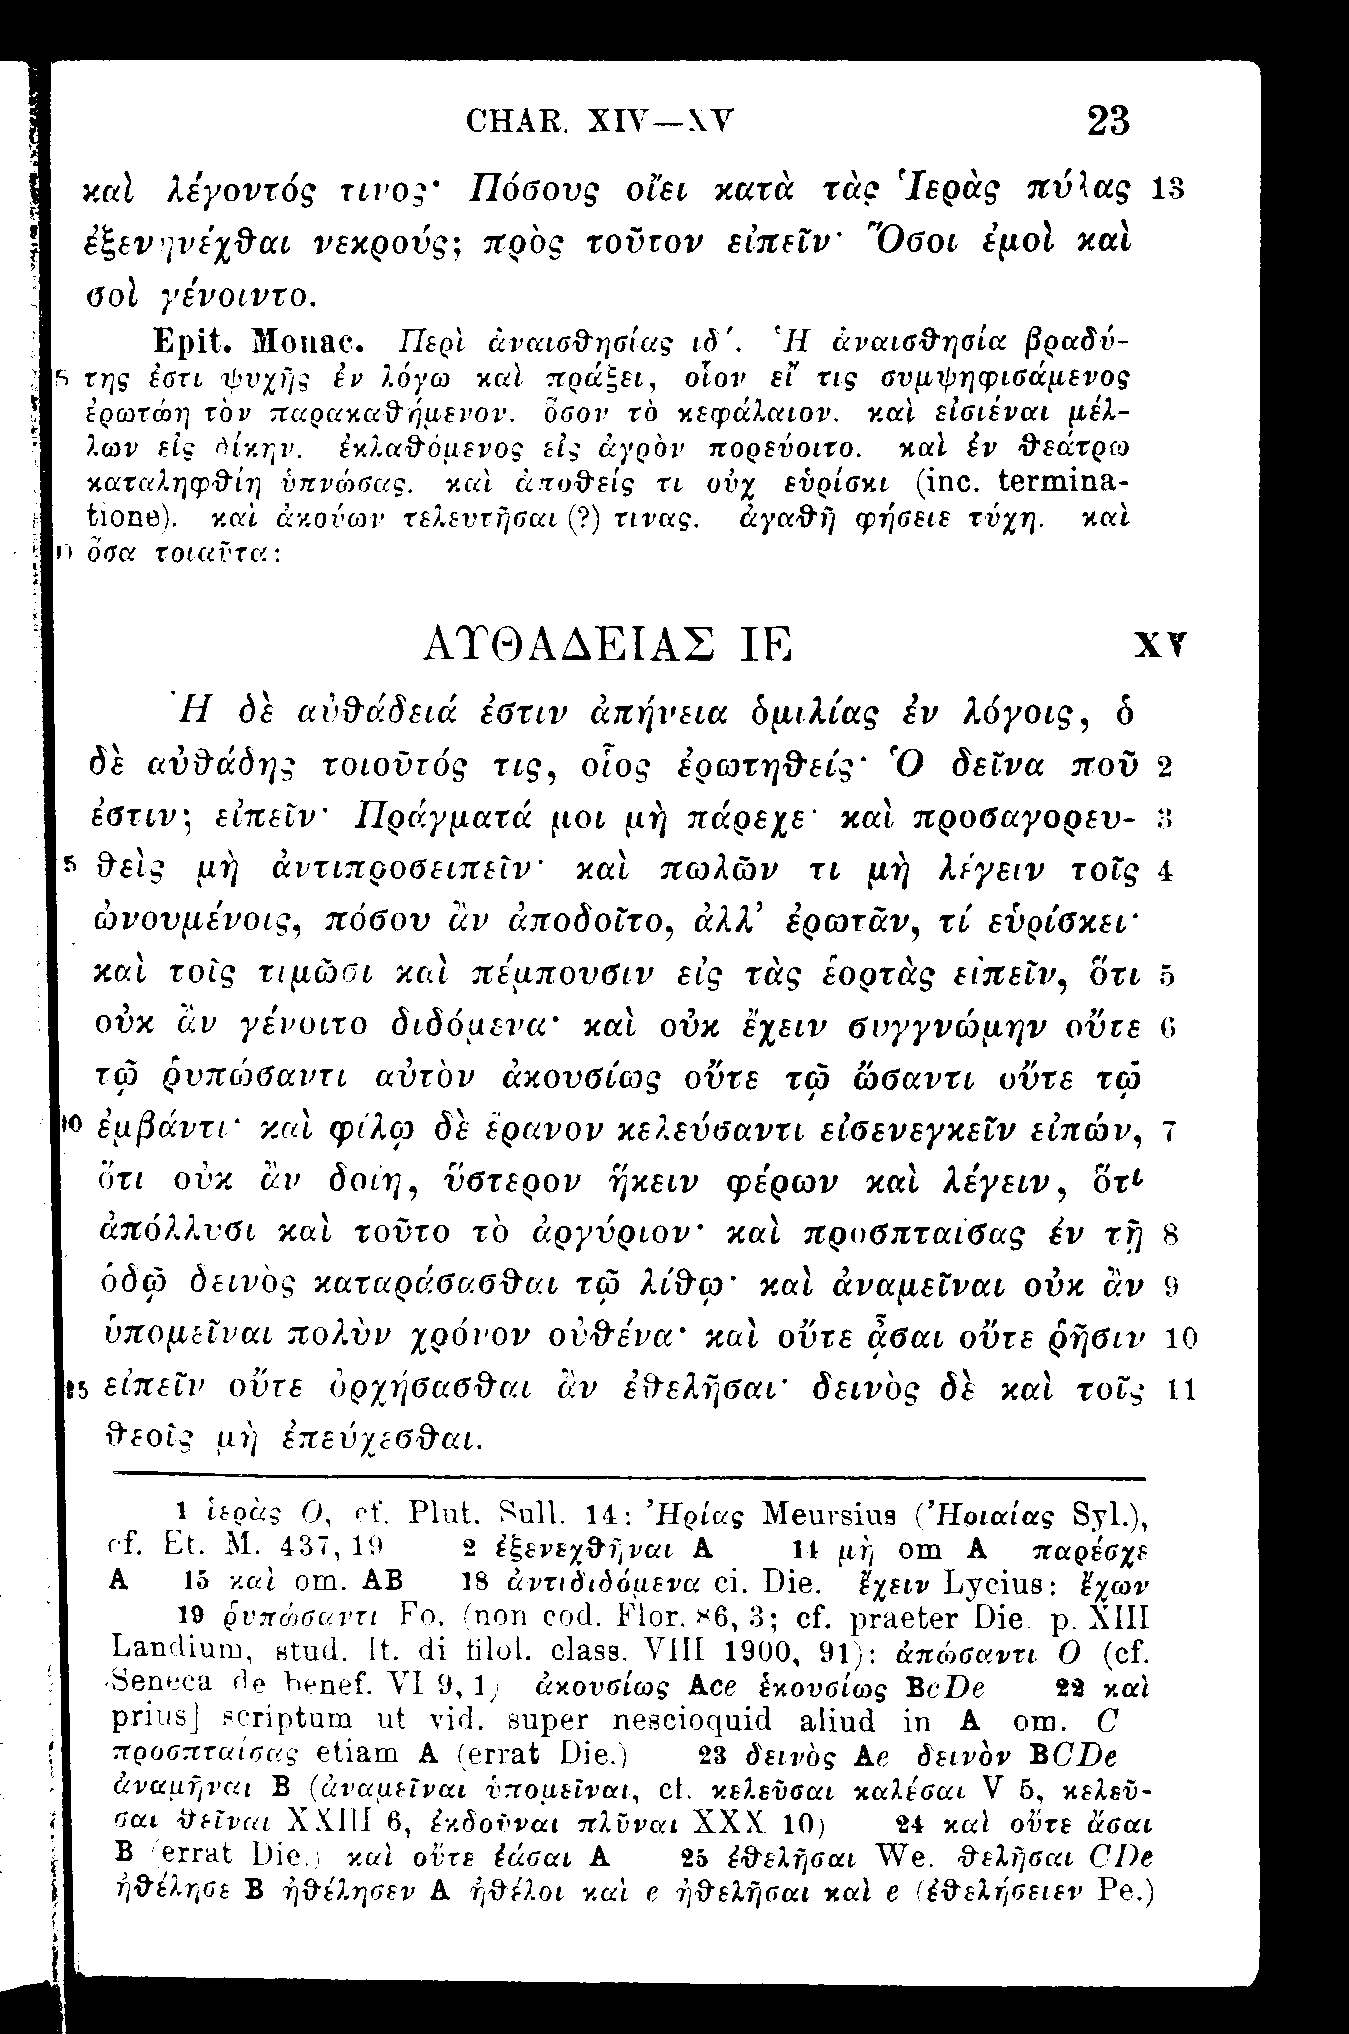 CHAR. XIV—XV 23
καὶ λέγοντός τινος· Πόσους οἴει κατὰ τὰς Ἱερὰς πύλας 13
ἐξενηνέχθαι νεκρούς; πρὸς τοῦτον εἰπεῖν· Ὅσοι ἐμοὶ καὶ
σοὶ γένοιντο.
Epit. Monac. Περὶ ἀναισθησίας ιδ΄. Ἡ ἀναισθησία βραδύ-
5 της ἐστι ψυχῆς ἐν λόγω καὶ πράξει, οἷον εἴ τις συμψηφισάμενος
ἐρωτώη τὸν παρακαθήμενον. ὅσον τὸ κεφάλαιον. καὶ εἰσιέναι μέλ-
λων εἰς δίκην. ἐκλαθόμενος εἰς ἀγρὸν πορεύοιτο. καὶ ἐν θεάτρω
καταληφθίη ὑπνώσας. καὶ ἀποθείς τι οὐχ εὑρίσκι (inc. termina-
tione). καὶ ἀκούων τελευτῆσαι (?) τινας. ἀγαθῆ φήσειε τύχη. καὶ
10 ὅσα τοιαῦτα:
ΑΥΘΑΔΕΙΑΣ ΙΕ XV
Ἡ δὲ αὐθάδειά ἐστιν ἀπήνεια ὁμιλίας ἐν λόγοις, ὁ
δὲ αὐθάδης τοιοῦτός τις, οἷος ἐρωτηθείς· Ὁ δεῖνα ποῦ 2
ἐστιν; εἰπεῖν· Πράγματά μοι μὴ πάρεχε· καὶ προσαγορευ- 3
5 θεὶς μὴ ἀντιπροσειπεῖν· καὶ πωλῶν τι μὴ λέγειν τοῖς 4
ὠνουμένοις, πόσου ἂν ἀποδοῖτο, ἀλλ’ ἐρωτᾶν, τί εὑρίσκει·
καὶ τοῖς τιμῶσι καὶ πέμπουσιν εἰς τὰς ἑορτὰς εἰπεῖν, ὅτι 5
οὐκ ἂν γένοιτο διδόμενα· καὶ οὐκ ἔχειν συγγνώμην οὔτε 6
τῷ ῥυπώσαντι αὐτὸν ἀκουσίως οὔτε τῷ ὤσαντι οὔτε τῷ
10 ἐμβάντι· καὶ φίλῳ δὲ ἔρανον κελεύσαντι εἰσενεγκεῖν εἰπών, 7
ὅτι οὐκ ἂν δοίη, ὕστερον ἥκειν φέρων καὶ λέγειν, ὅτι
ἀπόλλυσι καὶ τοῦτο τὸ ἀργύριον· καὶ προσπταίσας ἐν τῇ 8
ὁδῷ δεινὸς καταράσασθαι τῷ λίθῳ· καὶ ἀναμεῖναι οὐκ ἂν 9
ὑπομεῖναι πολὺν χρόνον οὐθένα· καὶ οὔτε ᾆσαι οὔτε ῥῆσιν 10
15 εἰπεῖν οὔτε ὀρχήσασθαι ἂν ἐθελῆσαι· δεινὸς δὲ καὶ τοῖς 11
θεοῖς μὴ ἐπεύχεσθαι.
1 ἱερὰς O, cf. Plut. Sull. 14: Ἠρίας Meursius (Ἠοιαίας Syl.),
cf. Et. M. 437, 19 2 ἐξενεχθῆναι A 14 μὴ om A παρέσχε
A 15 καὶ om. AB 18 ἀντιδιδόμενα ci. Die. ἔχειν Lycius: ἔχων
19 ῥυπώσαντι Fo. (non cod. Flor. 86, 3; cf. praeter Die. p. XIII
Landium, stud. It. di filol. class. VIII 1900, 91): ἀπώσαντι O (cf.
Seneca de benef. VI 9, 1) ἀκουσίως Ace ἑκουσίως BcDe 22 καὶ
prius] scriptum ut vid. super nescioquid aliud in A om. C
προσπταίσας etiam A (errat Die.) 23 δεινὸς Ae δεινὸν BCDe
ἀναμῆναι B (ἀναμεῖναι ὑπομεῖναι, cf. κελεῦσαι καλέσαι V 5, κελεῦ-
σαι θεῖναι XXIII 6, ἐκδοῦναι πλῦναι XXX 10) 24 καὶ οὔτε ἄσαι
B (errat Die.) καὶ οὔτε ἐάσαι A 25 ἐθελῆσαι We. θελῆσαι CDe
ἠθέλησε B ἠθέλησεν A ἠθέλοι καὶ e ἠθελῆσαι καὶ e (ἐθελήσειεν Pe.)